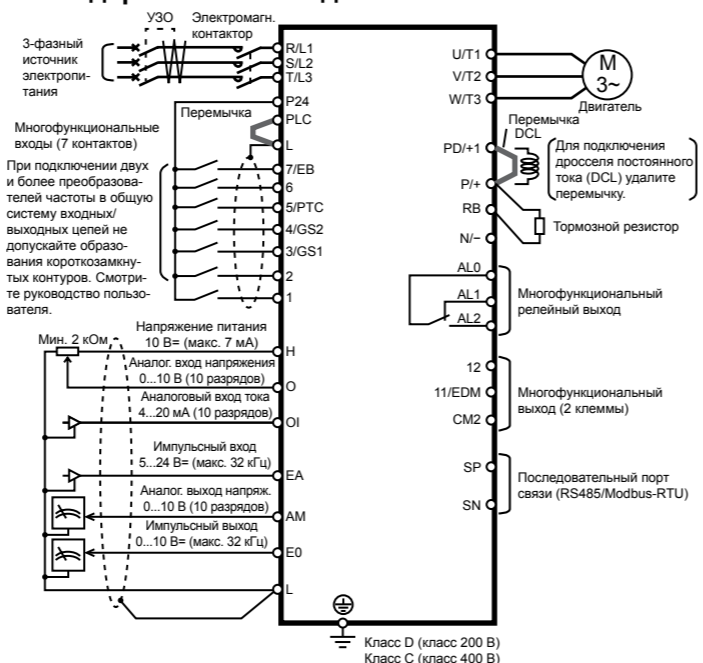 УЗО
Электромагн.
контактор
3-фазный
источник
электропи-
тания
R/L1
S/L2
T/L3
P24
Перемычка
PLC
L
Многофункциональные
входы (7 контактов)
При подключении двух
и более преобразова-
телей частоты в общую
систему входных/
выходных цепей не
допускайте образо-
вания короткозамкну-
тых контуров. Смотри-
те руководство пользо-
вателя.
7/EB
6
5/PTC
4/GS2
3/GS1
2
1
Мин. 2 кОм
Напряжение питания
10 В= (макс. 7 мА)
H
Аналог. вход напряжения
0...10 В (10 разрядов)
O
Аналоговый вход тока
4...20 мА (10 разрядов)
OI
Импульсный вход
5...24 В= (макс. 32 кГц)
EA
Аналог. выход напряж.
0...10 В (10 разрядов)
AM
Импульсный выход
0...10 В= (макс. 32 кГц)
E0
L
U/T1
V/T2
W/T3
M
3~
Двигатель
Перемычка
DCL
PD/+1
P/+
Для подключения
дросселя постоянного
тока (DCL) удалите
перемычку.
RB
N/−
Тормозной резистор
AL0
AL1
AL2
Многофункциональный
релейный выход
12
11/EDM
CM2
Многофункциональный
выход (2 клеммы)
SP
SN
Последовательный порт
связи (RS485/Modbus-RTU)
Класс D (класс 200 В)
Класс C (класс 400 В)